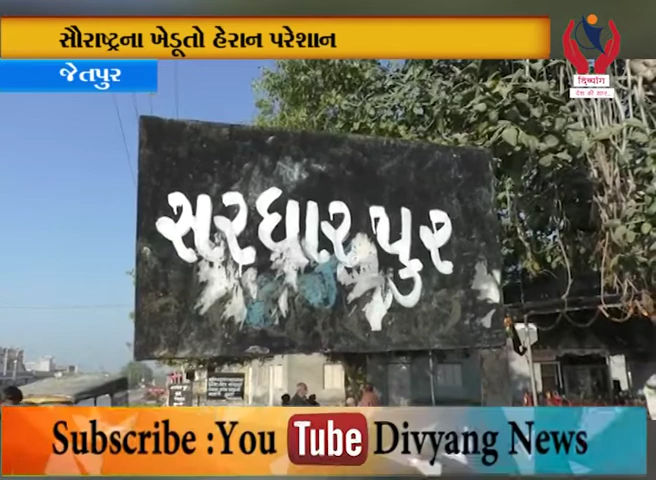 સૌરાષ્ટ્રના ખેડૂતો હેરાન પરેશાન
જેતપુર
दिव्यांग
देश की शान..
સરધારપુર
Subscribe :You Tube Divyang News